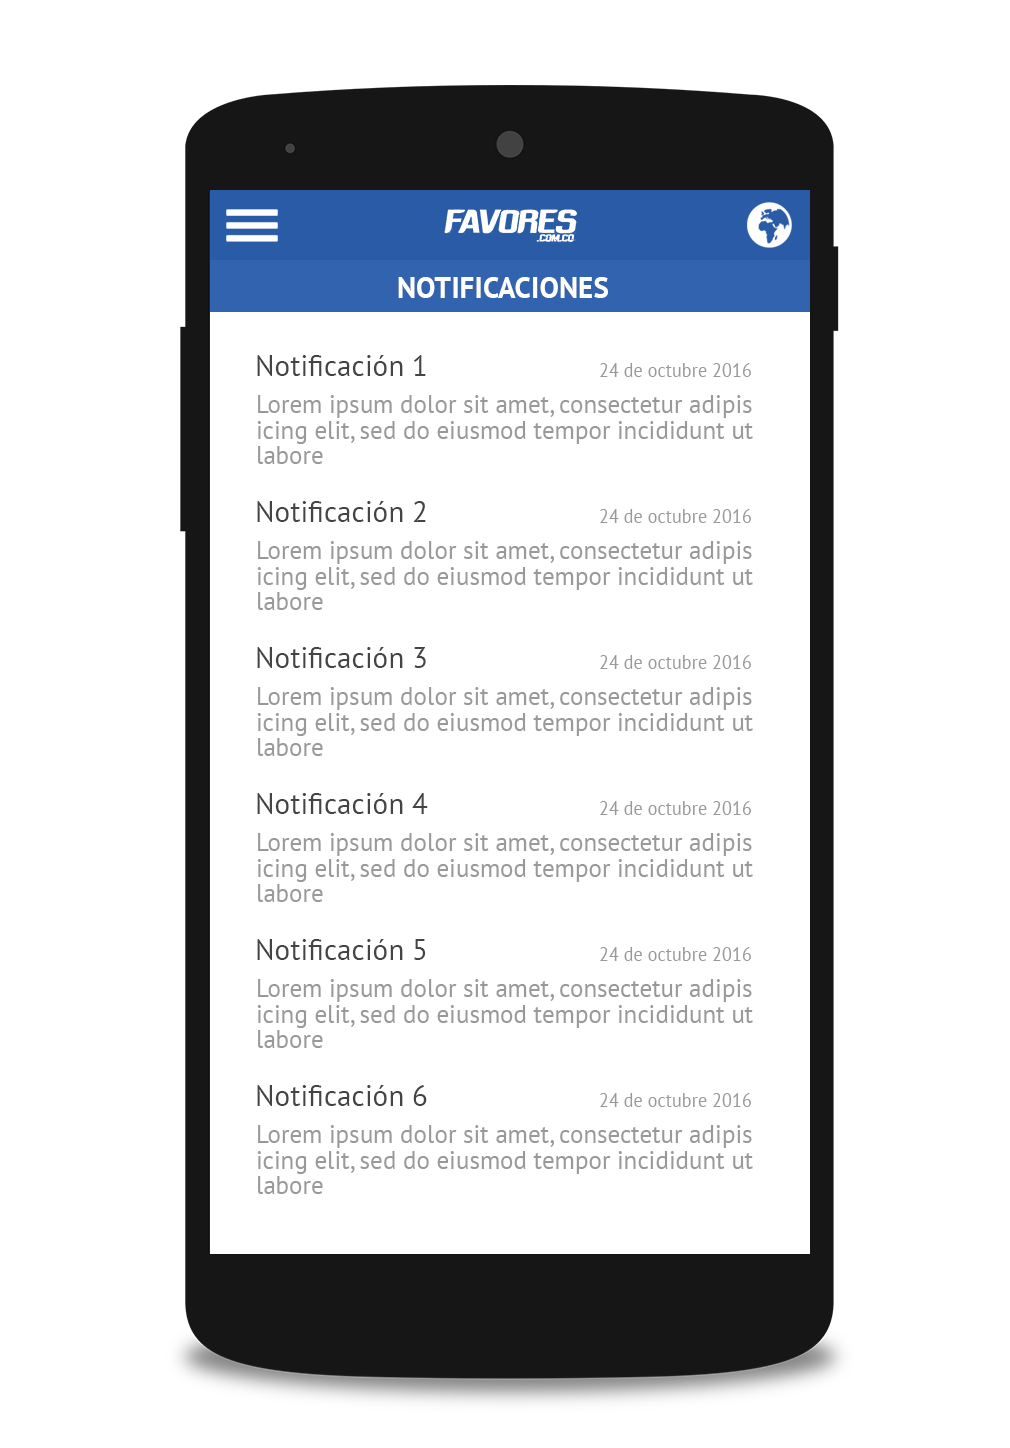 FAVORES
.COM.CO
NOTIFICACIONES
Notificación 1 24 de octubre 2016
Lorem ipsum dolor sit amet, consectetur adipis
icing elit, sed do eiusmod tempor incididunt ut
labore
Notificación 2 24 de octubre 2016
Lorem ipsum dolor sit amet, consectetur adipis
icing elit, sed do eiusmod tempor incididunt ut
labore
Notificación 3 24 de octubre 2016
Lorem ipsum dolor sit amet, consectetur adipis
icing elit, sed do eiusmod tempor incididunt ut
labore
Notificación 4 24 de octubre 2016
Lorem ipsum dolor sit amet, consectetur adipis
icing elit, sed do eiusmod tempor incididunt ut
labore
Notificación 5 24 de octubre 2016
Lorem ipsum dolor sit amet, consectetur adipis
icing elit, sed do eiusmod tempor incididunt ut
labore
Notificación 6 24 de octubre 2016
Lorem ipsum dolor sit amet, consectetur adipis
icing elit, sed do eiusmod tempor incididunt ut
labore